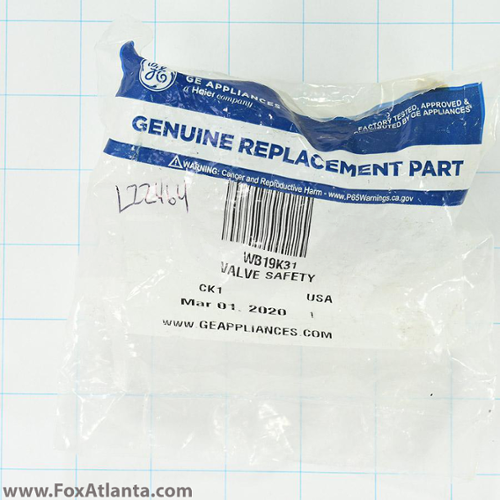 GE
GE APPLIANCES
a Haier company
FACTORY TESTED, APPROVED &
BY GE APPLIANCES
GENUINE REPLACEMENT PART
WARNING: Cancer and Reproductive Harm - www.P65Warnings.ca.gov
LZZ464
WB19K31
VALVE SAFETY
CK1 USA
Mar 01, 2020 1
WWW.GEAPPLIANCES.COM
www.FoxAtlanta.com